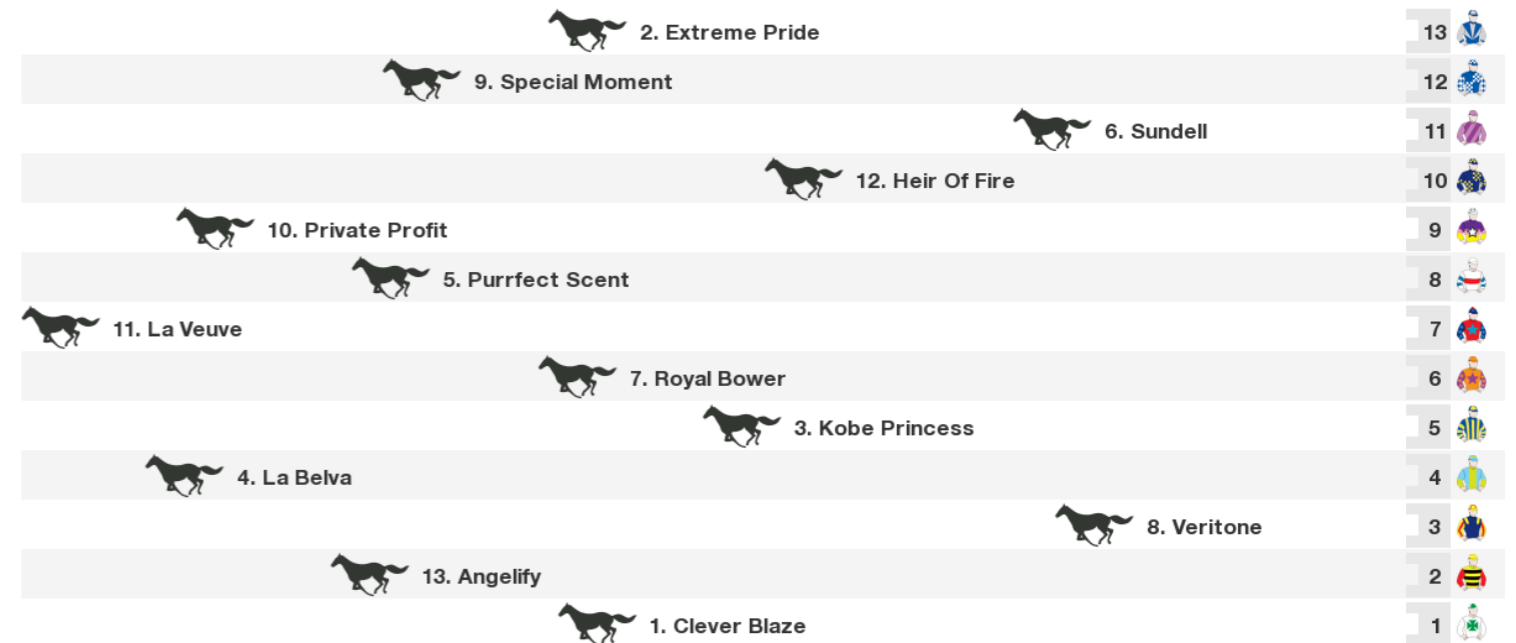 2. Extreme Pride 13
9. Special Moment 12
6. Sundell 11
12. Heir Of Fire 10
10. Private Profit 9
5. Purrfect Scent 8
11. La Veuve 7
7. Royal Bower 6
3. Kobe Princess 5
4. La Belva 4
8. Veritone 3
13. Angelify 2
1. Clever Blaze 1